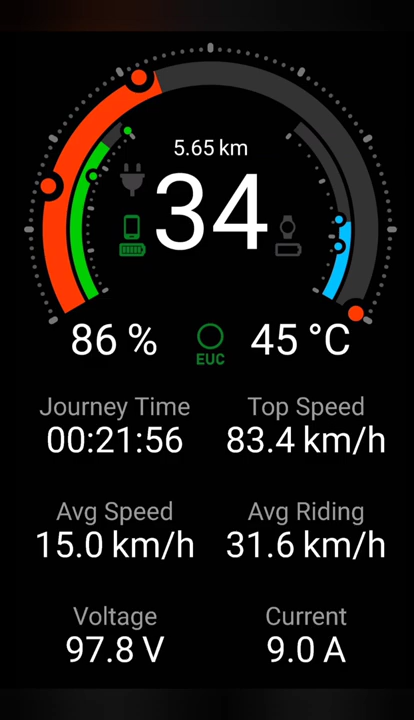 5.65 km
34
86 % 45 °C
EUC
Journey Time Top Speed
00:21:56 83.4 km/h
Avg Speed Avg Riding
15.0 km/h 31.6 km/h
Voltage Current
97.8 V 9.0 A